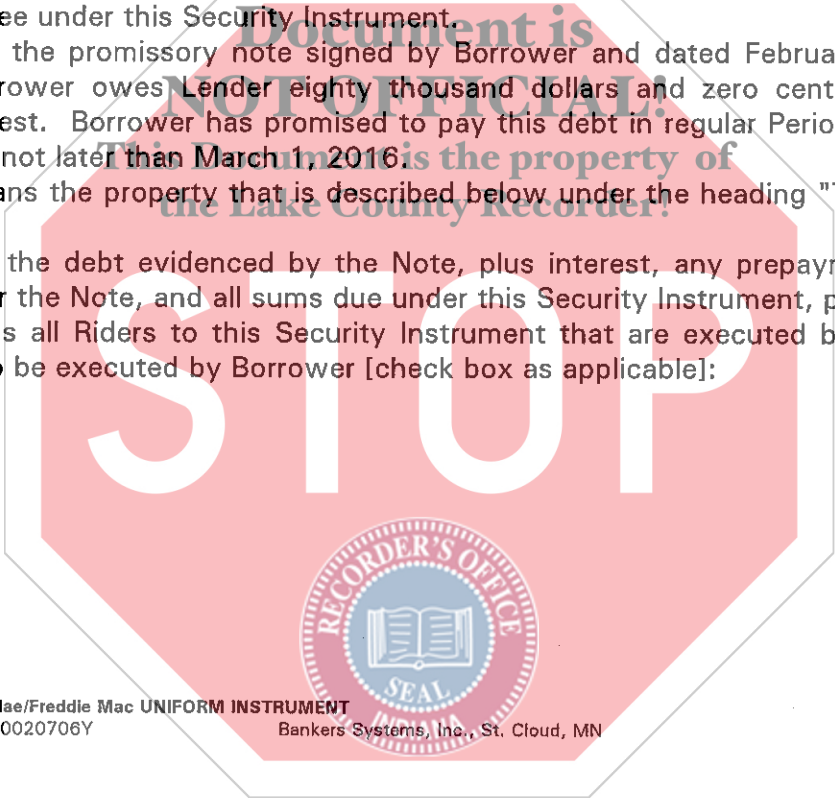 ee under this Security Instrument.
Document is
the promissory note signed by Borrower and dated Februa
rower owes Lender eighty thousand dollars and zero cent
NOT OFFICIAL!
est. Borrower has promised to pay this debt in regular Perio
not later than March 1, 2016.
This Document is the property of
ans the property that is described below under the heading "T
the Lake County Recorder!
the debt evidenced by the Note, plus interest, any prepayr
r the Note, and all sums due under this Security Instrument, p
s all Riders to this Security Instrument that are executed b
be executed by Borrower [check box as applicable]:
STOP
RECORDER'S OFFICE
SEAL
INDIANA
lae/Freddie Mac UNIFORM INSTRUMENT
0020706Y Bankers Systems, Inc., St. Cloud, MN